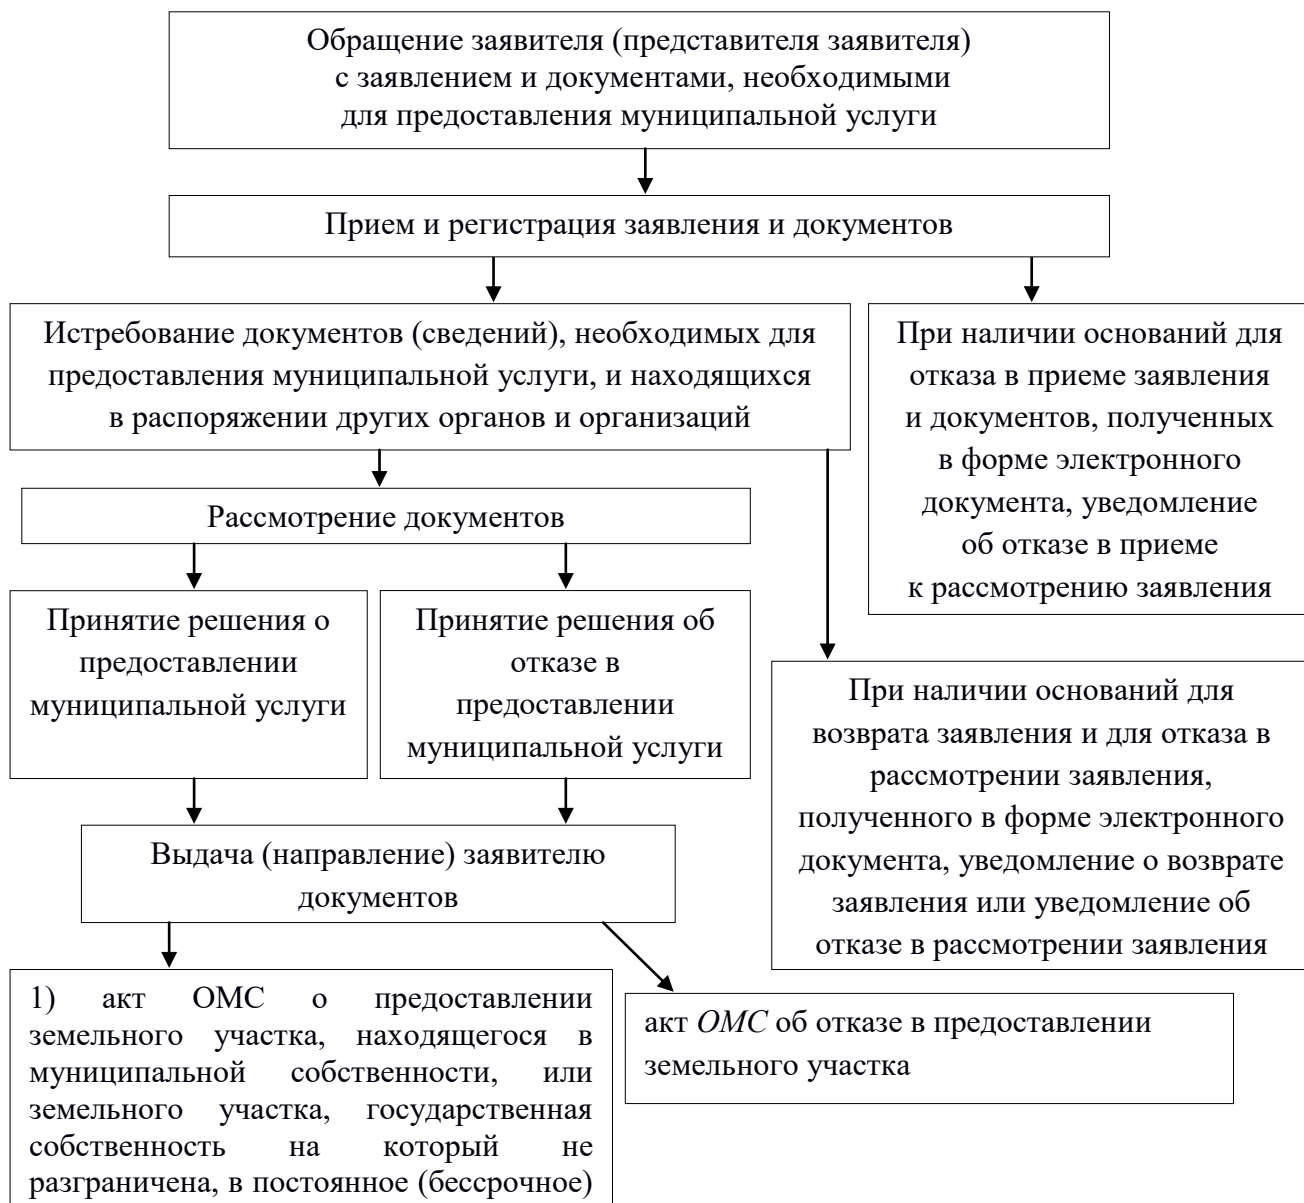 Обращение заявителя (представителя заявителя)
с заявлением и документами, необходимыми
для предоставления муниципальной услуги
Прием и регистрация заявления и документов
Истребование документов (сведений), необходимых для
предоставления муниципальной услуги, и находящихся
в распоряжении других органов и организаций
При наличии оснований для
отказа в приеме заявления
и документов, полученных
в форме электронного
документа, уведомление
об отказе в приеме
к рассмотрению заявления
Рассмотрение документов
Принятие решения о
предоставлении
муниципальной услуги
Принятие решения об
отказе в
предоставлении
муниципальной услуги
При наличии оснований для
возврата заявления и для отказа в
рассмотрении заявления,
полученного в форме электронного
документа, уведомление о возврате
заявления или уведомление об
отказе в рассмотрении заявления
Выдача (направление) заявителю
документов
1) акт ОМС о предоставлении
земельного участка, находящегося в
муниципальной собственности, или
земельного участка, государственная
собственность на который не
разграничена, в постоянное (бессрочное)
акт ОМС об отказе в предоставлении
земельного участка